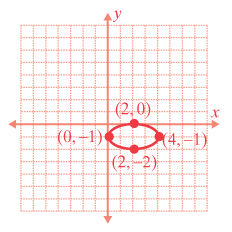 y
x
(2, 0)
(0, −1)
(4, −1)
(2, −2)